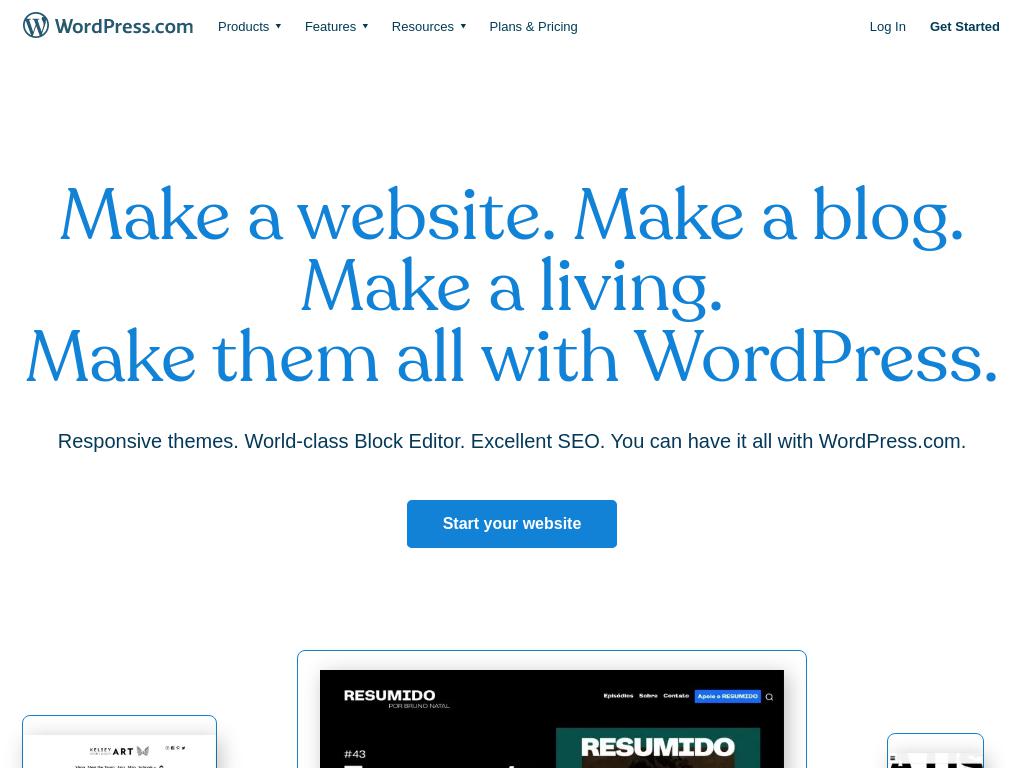 WordPress.com
Products
Features
Resources
Plans & Pricing
Log In
Get Started
Make a website. Make a blog.
Make a living.
Make them all with WordPress.
Responsive themes. World-class Block Editor. Excellent SEO. You can have it all with WordPress.com.
Start your website
RESUMIDO
POR BRUNO NATAL
Episódios Sobre Contato Apoie o RESUMIDO
#43
RESUMIDO
ART